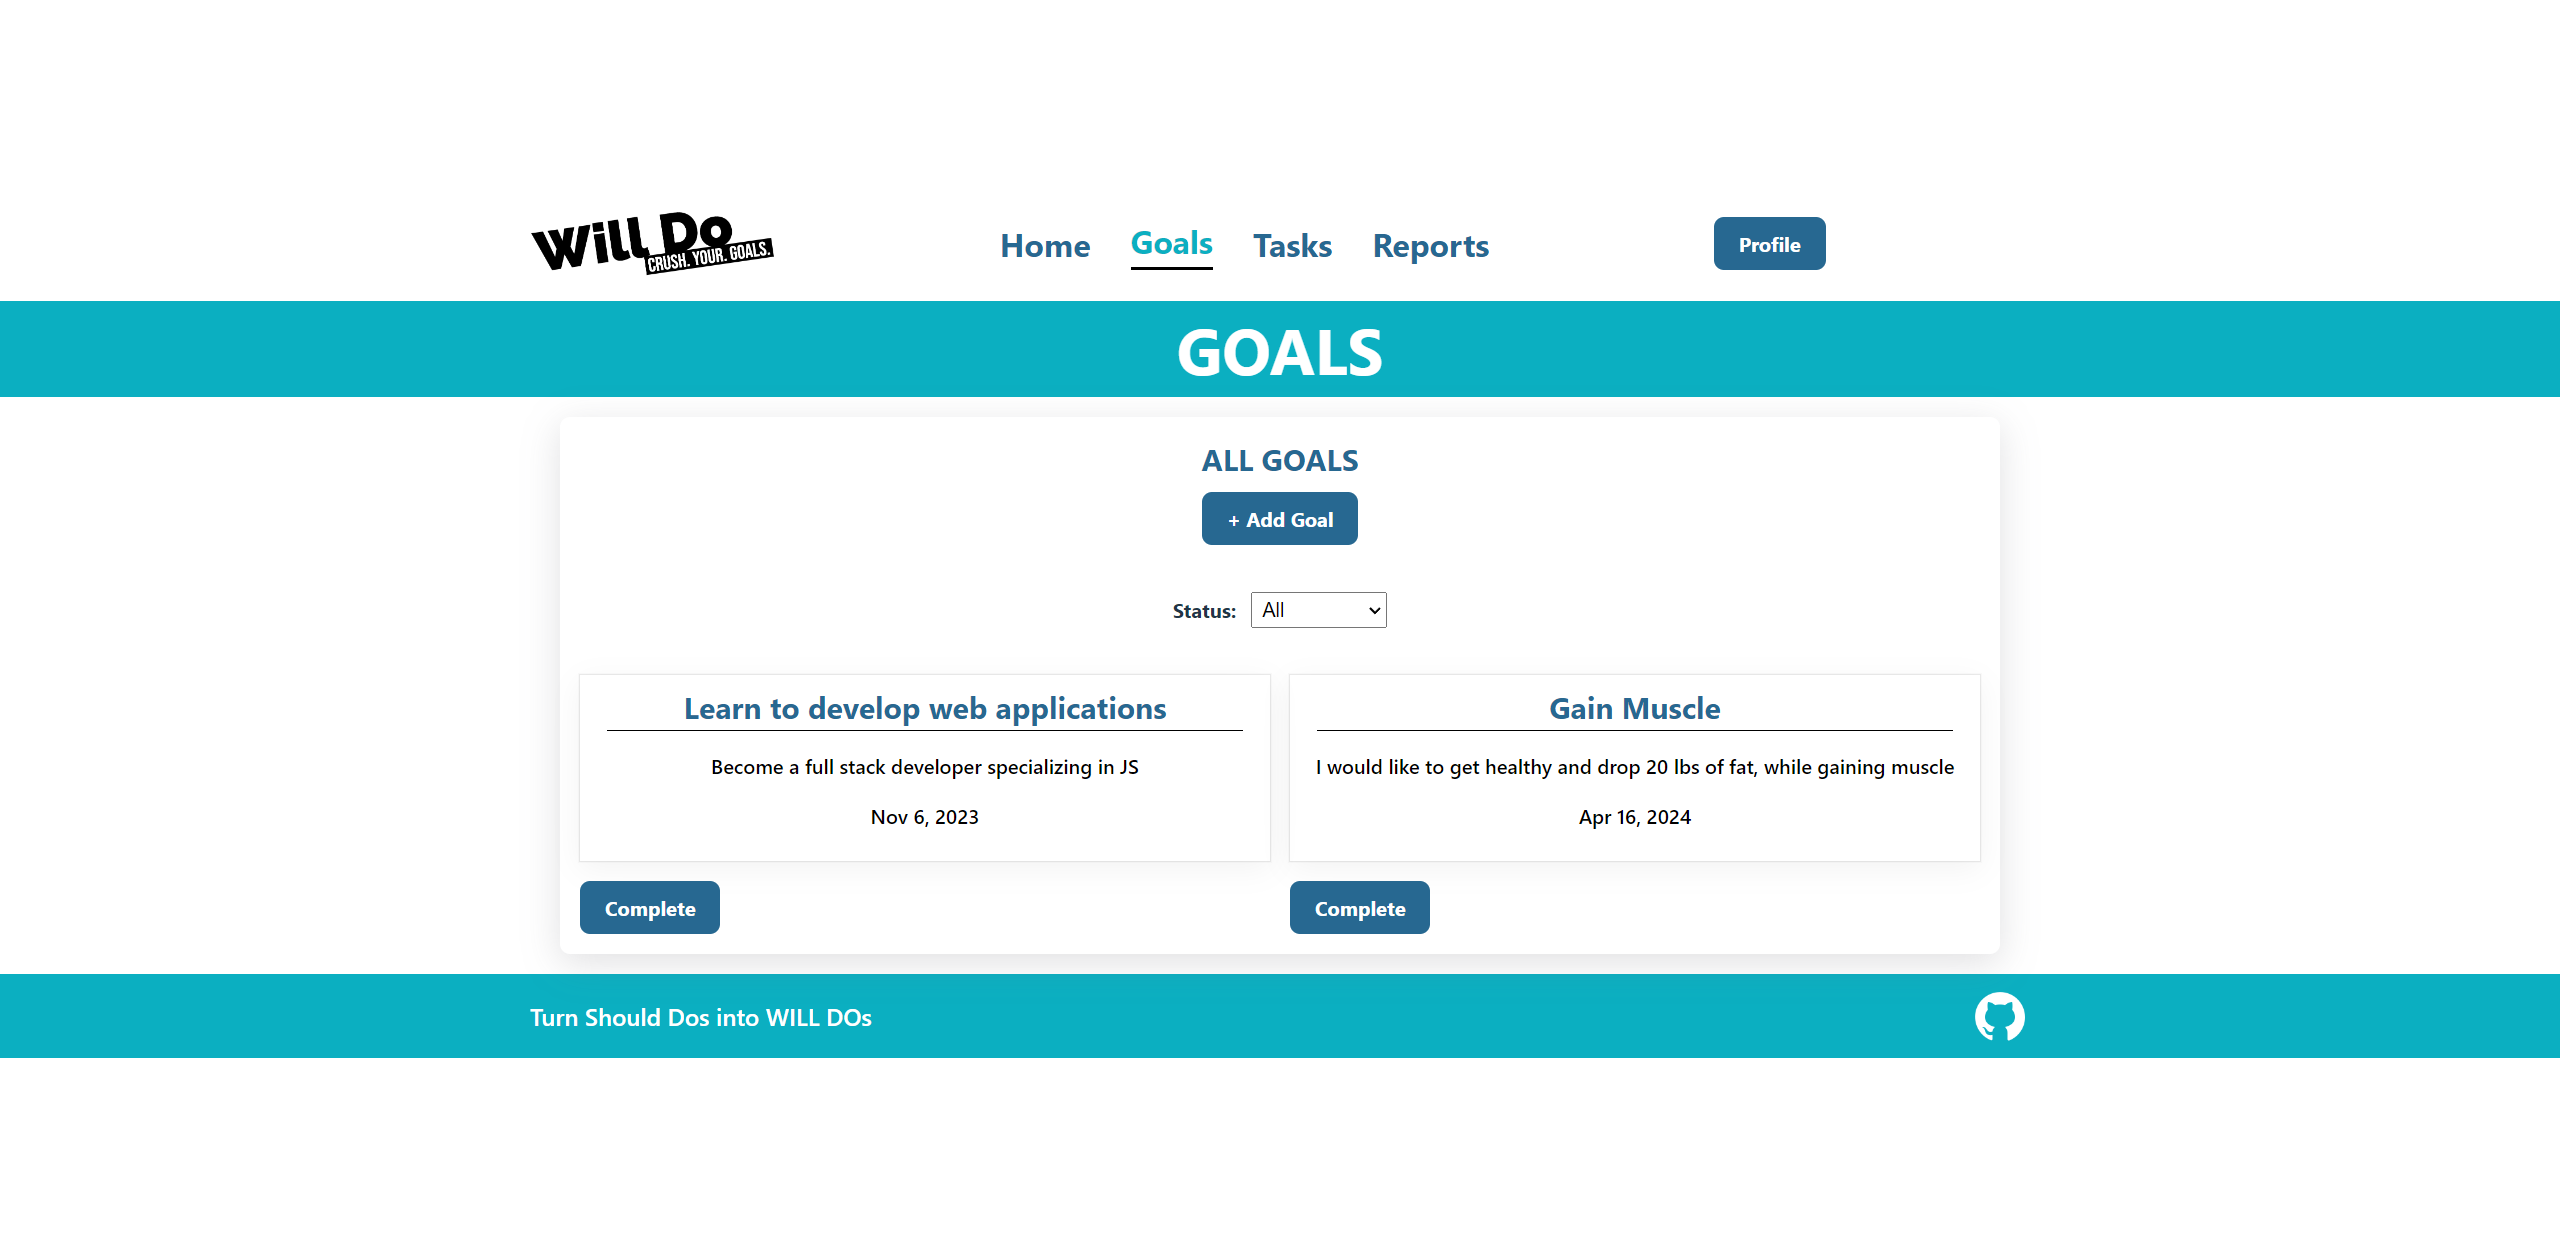 Will Do
CRUSH. YOUR. GOALS.
Home Goals Tasks Reports
Profile
GOALS
ALL GOALS
+ Add Goal
Status: All
Learn to develop web applications
Become a full stack developer specializing in JS
Nov 6, 2023
Complete
Gain Muscle
I would like to get healthy and drop 20 lbs of fat, while gaining muscle
Apr 16, 2024
Complete
Turn Should Dos into WILL DOs